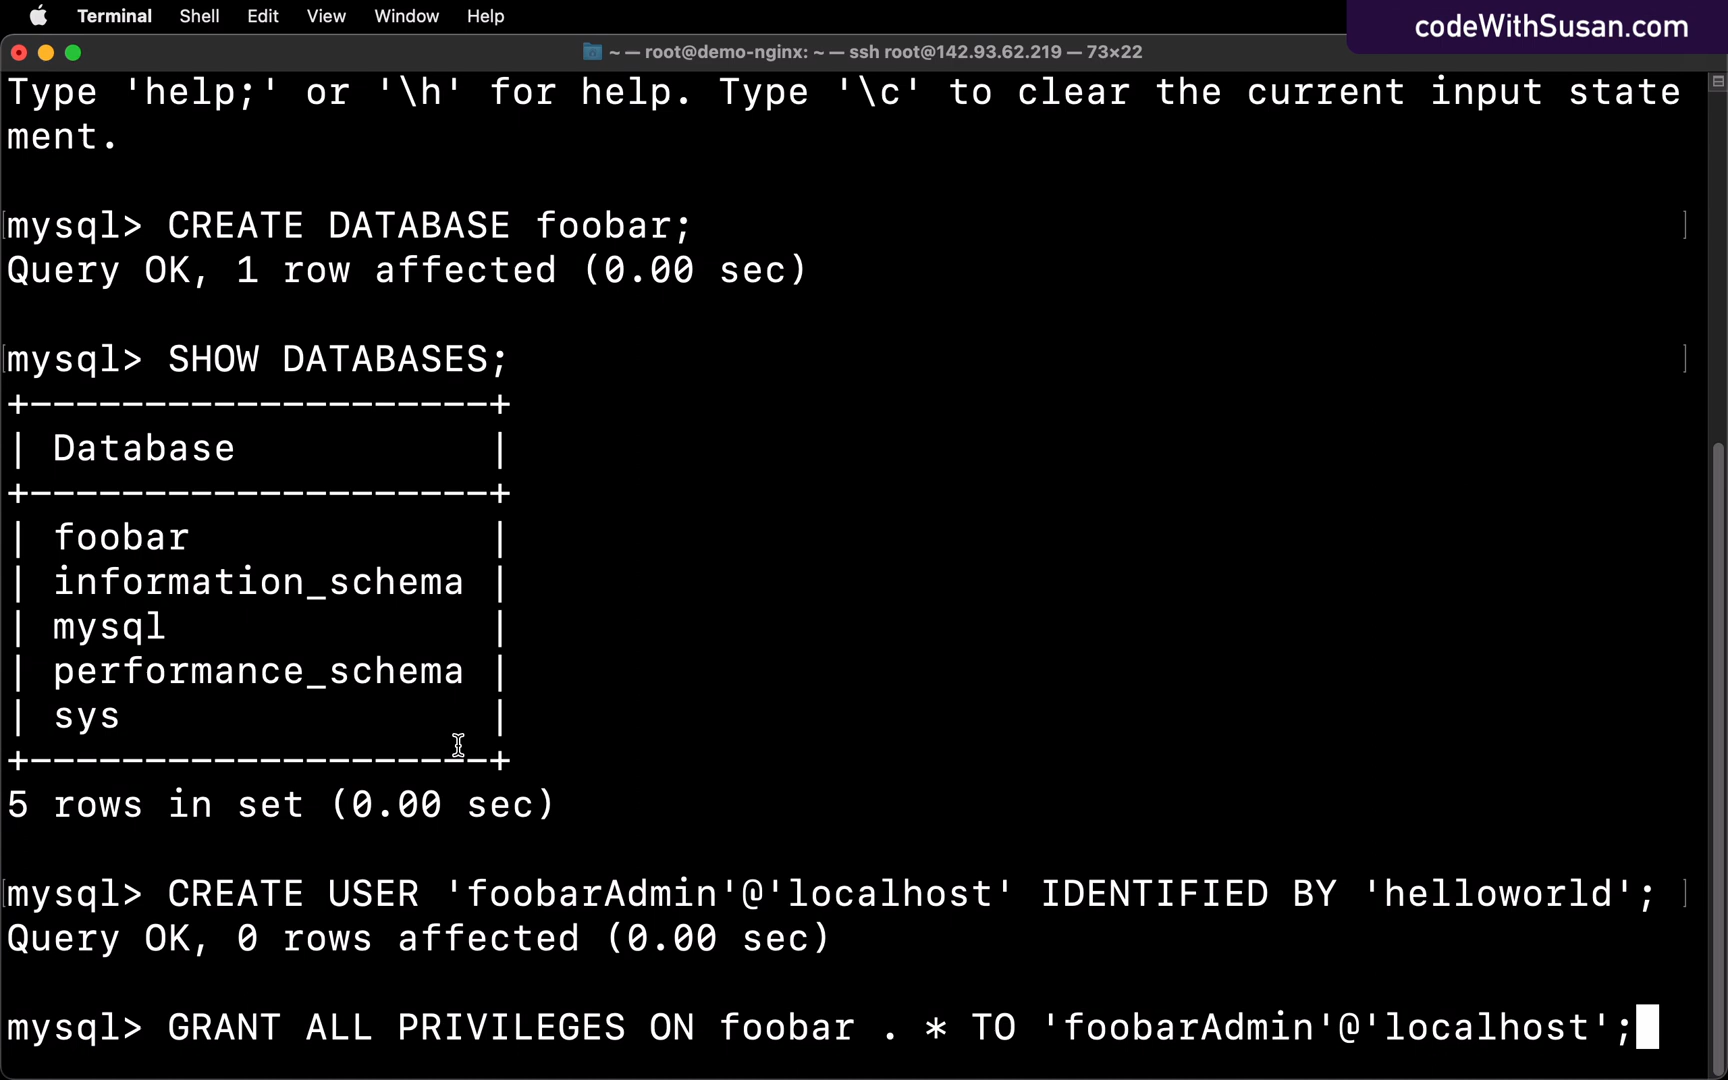 Terminal Shell Edit View Window Help
codeWithSusan.com
~ — root@demo-nginx: ~ — ssh root@142.93.62.219 — 73×22
Type 'help;' or '\h' for help. Type '\c' to clear the current input state
ment.
mysql> CREATE DATABASE foobar;
Query OK, 1 row affected (0.00 sec)
mysql> SHOW DATABASES;
+--------------------+
| Database           |
+--------------------+
| foobar             |
| information_schema |
| mysql              |
| performance_schema |
| sys                |
+--------------------+
5 rows in set (0.00 sec)
mysql> CREATE USER 'foobarAdmin'@'localhost' IDENTIFIED BY 'helloworld';
Query OK, 0 rows affected (0.00 sec)
mysql> GRANT ALL PRIVILEGES ON foobar . * TO 'foobarAdmin'@'localhost';